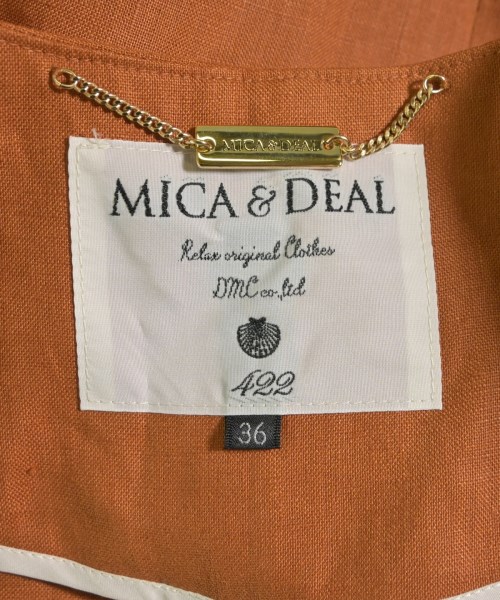 MICA&DEAL
MICA & DEAL
Relax original Clothes
DMC co.,ltd
422
36